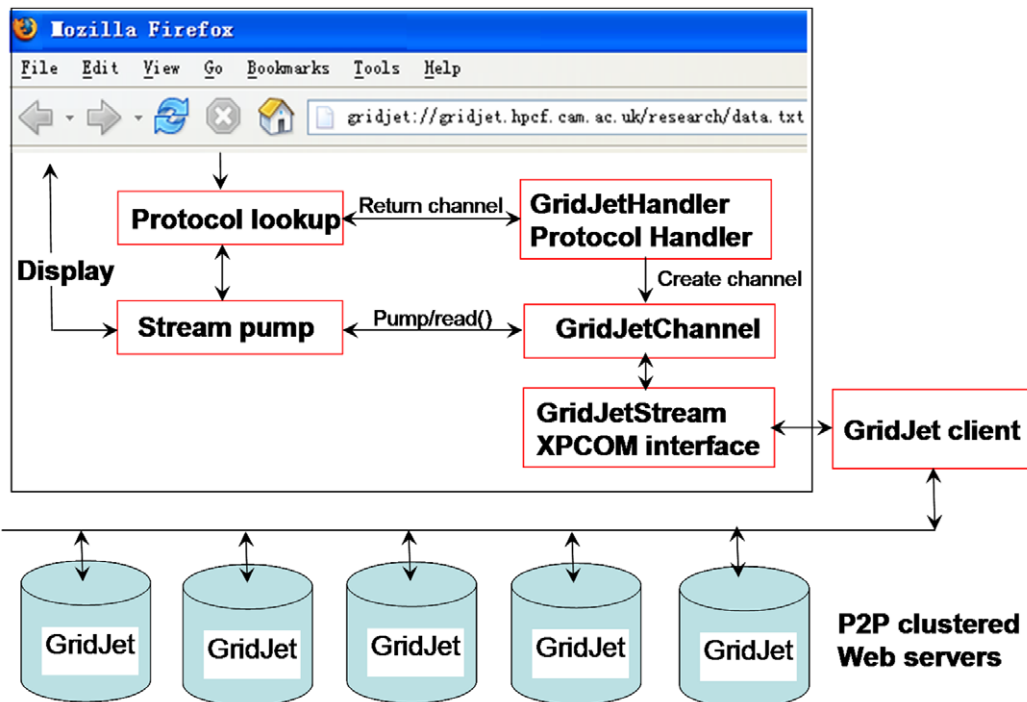 Mozilla Firefox
File Edit View Go Bookmarks Tools Help
gridjet://gridjet.hpcf.cam.ac.uk/research/data.txt
Protocol lookup
Return channel
GridJetHandler
Protocol Handler
Display
Create channel
Stream pump
Pump/read()
GridJetChannel
GridJetStream
XPCOM interface
GridJet client
GridJet
GridJet
GridJet
GridJet
GridJet
P2P clustered
Web servers